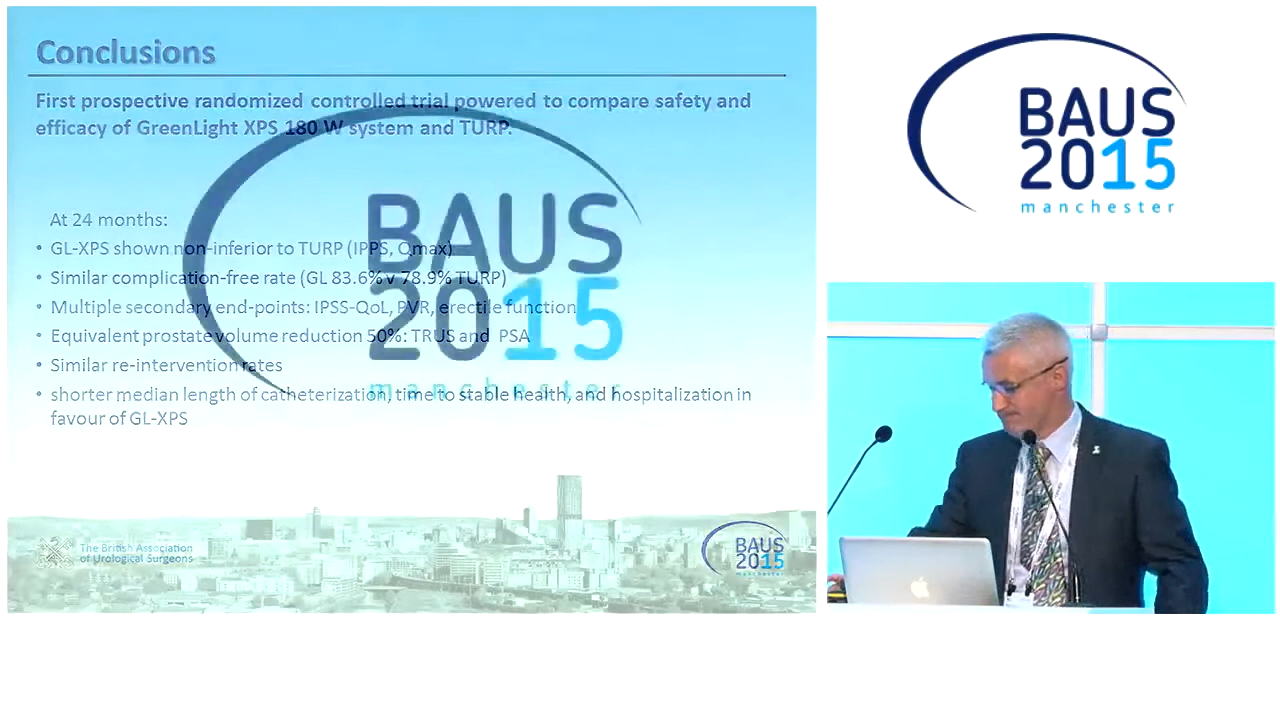 Conclusions
First prospective randomized controlled trial powered to compare safety and
efficacy of GreenLight XPS 180 W system and TURP.
At 24 months:
• GL-XPS shown non-inferior to TURP (IPPS, Qmax)
• Similar complication-free rate (GL 83.6% v 78.9% TURP)
• Multiple secondary end-points: IPSS-QoL, PVR, erectile function
• Equivalent prostate volume reduction 50%: TRUS and PSA
• Similar re-intervention rates
• shorter median length of catheterization, time to stable health, and hospitalization in
favour of GL-XPS
BAUS
2015
manchester
The British Association
of Urological Surgeons
BAUS
2015
manchester
BAUS
2015
manchester